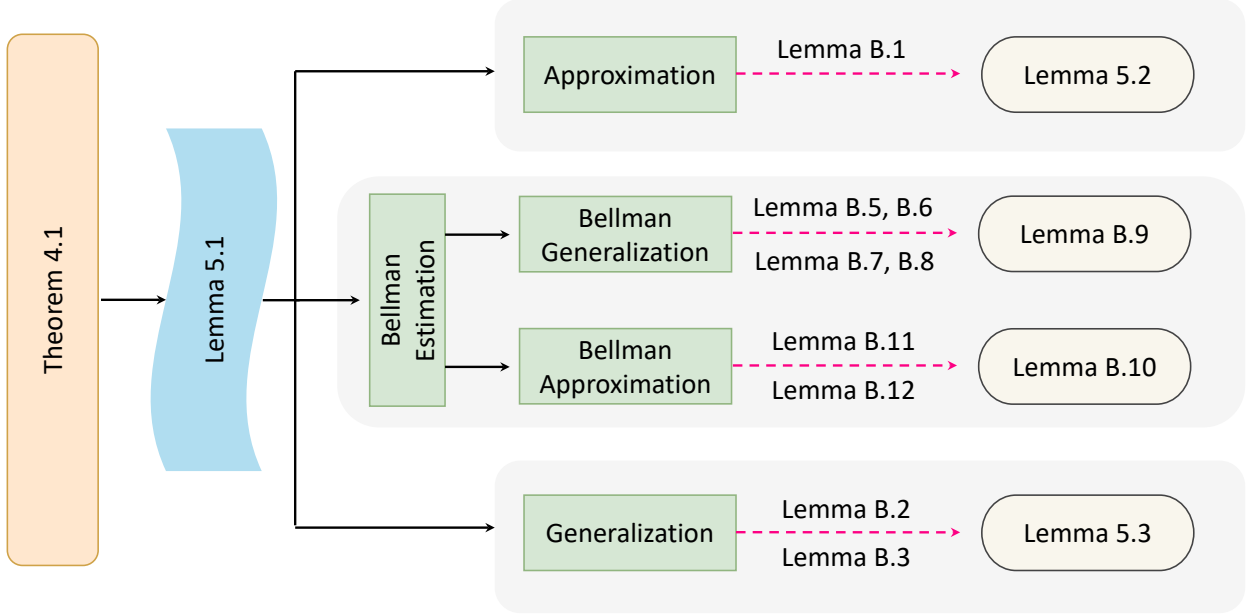 Theorem 4.1
Lemma 5.1
Approximation
Lemma B.1
Lemma 5.2
Bellman
Estimation
Bellman
Generalization
Lemma B.5, B.6
Lemma B.7, B.8
Lemma B.9
Bellman
Approximation
Lemma B.11
Lemma B.12
Lemma B.10
Generalization
Lemma B.2
Lemma B.3
Lemma 5.3